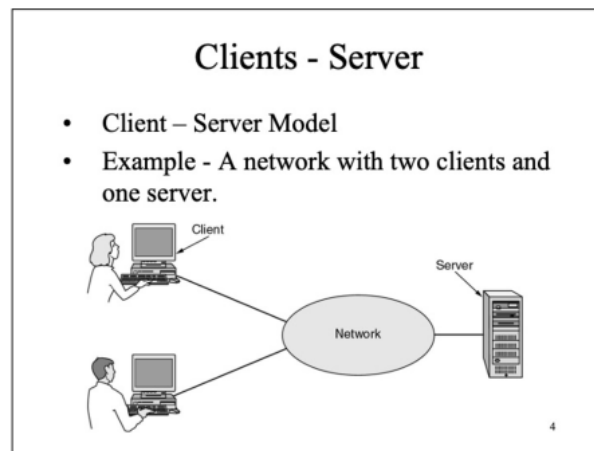 Clients - Server
• Client – Server Model
• Example - A network with two clients and
one server.
Client
Server
Network
4